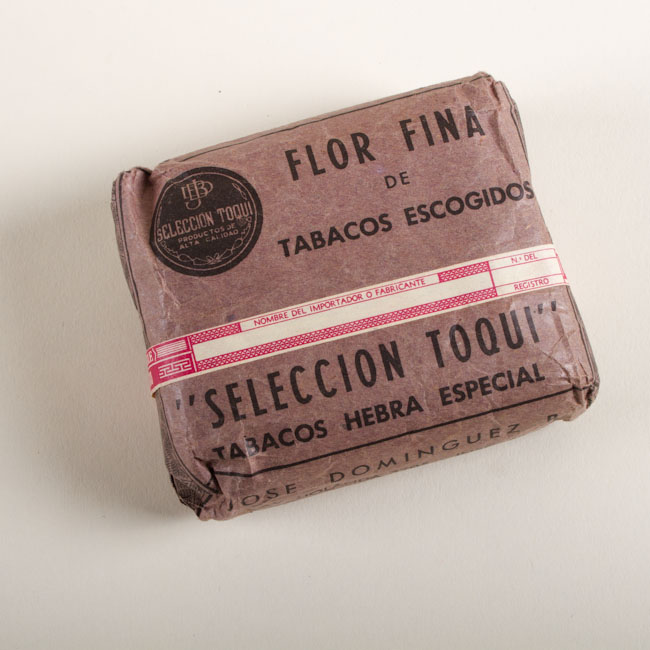 FLOR FINA
DE
TABACOS ESCOGIDOS
SELECCION TOQUI
PRODUCTOS DE
ALTA CALIDAD
NOMBRE DEL IMPORTADOR O FABRICANTE
N.o DEL
REGISTRO
"SELECCION TOQUI"
TABACOS HEBRA ESPECIAL
JOSE DOMINGUEZ